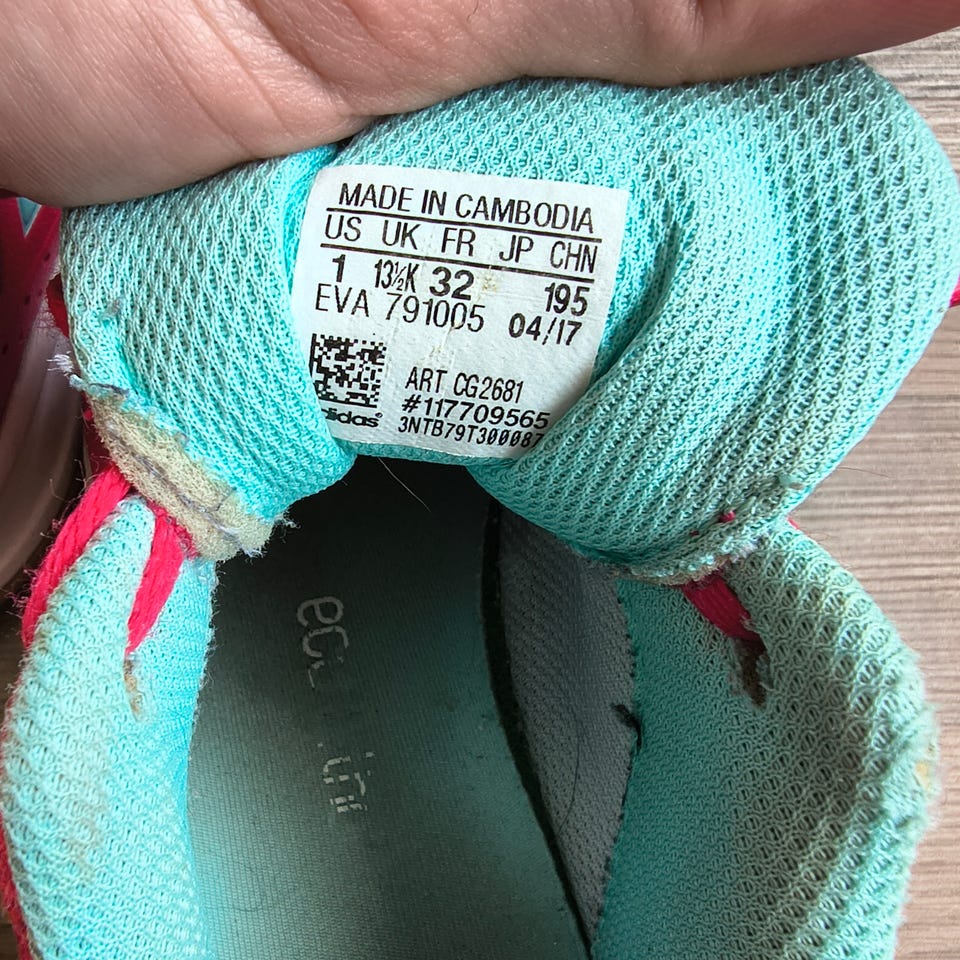 MADE IN CAMBODIA
US UK FR JP CHN
1 13½K 32 195
EVA 791005 04/17
ART CG2681
#117709565
adidas® 3NTB79T300087